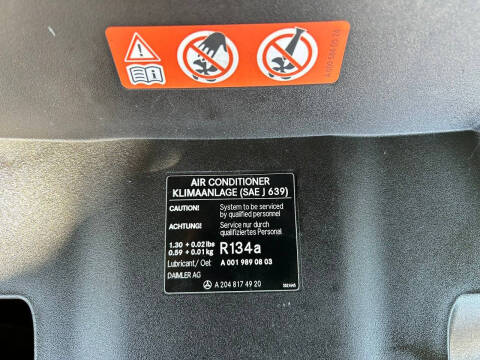 AIR CONDITIONER
KLIMAANLAGE (SAE J 639)
CAUTION! System to be serviced
by qualified personnel
ACHTUNG! Service nur durch
qualifiziertes Personal
1.30 ± 0.02 lbs
0.59 ± 0.01 kg R134a
Lubricant/Oel: A 001 989 08 03
DAIMLER AG
A 204 817 49 20